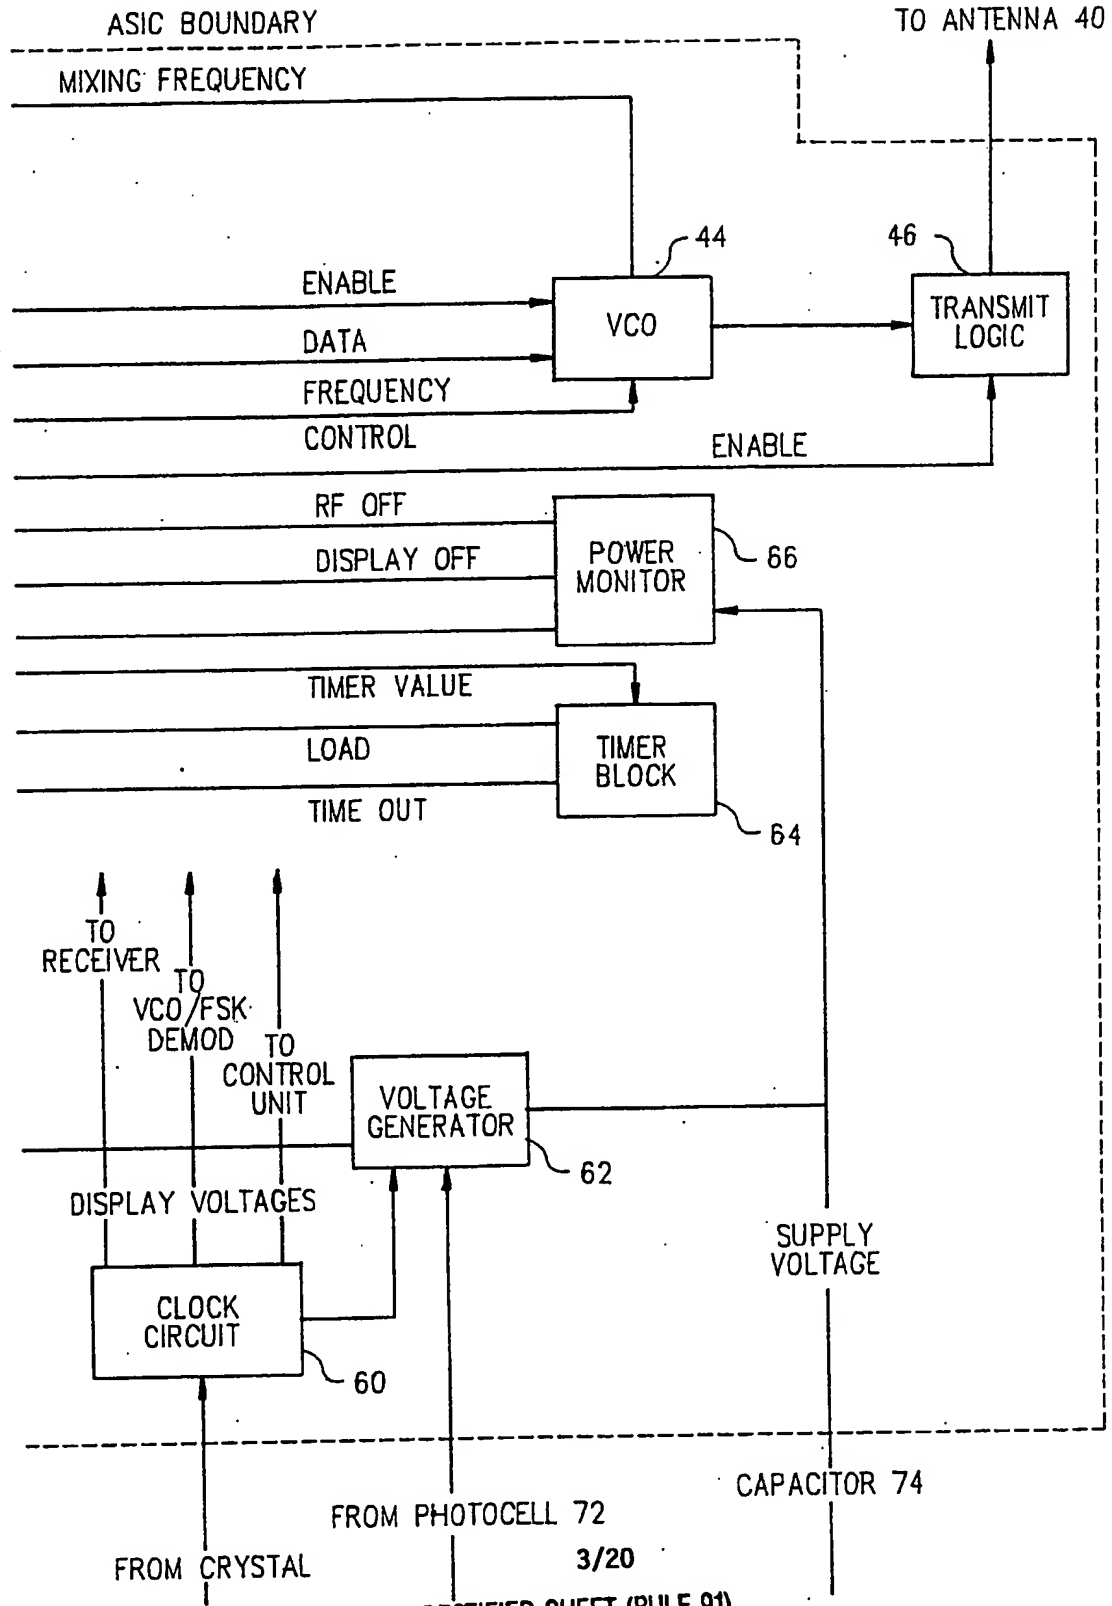 ASIC BOUNDARY
TO ANTENNA 40
MIXING FREQUENCY
44
46
ENABLE
VCO
TRANSMIT
LOGIC
DATA
FREQUENCY
CONTROL
ENABLE
RF OFF
POWER
MONITOR
66
DISPLAY OFF
TIMER VALUE
LOAD
TIMER
BLOCK
TIME OUT
64
TO
RECEIVER
TO
VCO/FSK
DEMOD
TO
CONTROL
UNIT
VOLTAGE
GENERATOR
62
DISPLAY VOLTAGES
SUPPLY
VOLTAGE
CLOCK
CIRCUIT
60
CAPACITOR 74
FROM PHOTOCELL 72
FROM CRYSTAL
3/20
SHEET (RULE 91)